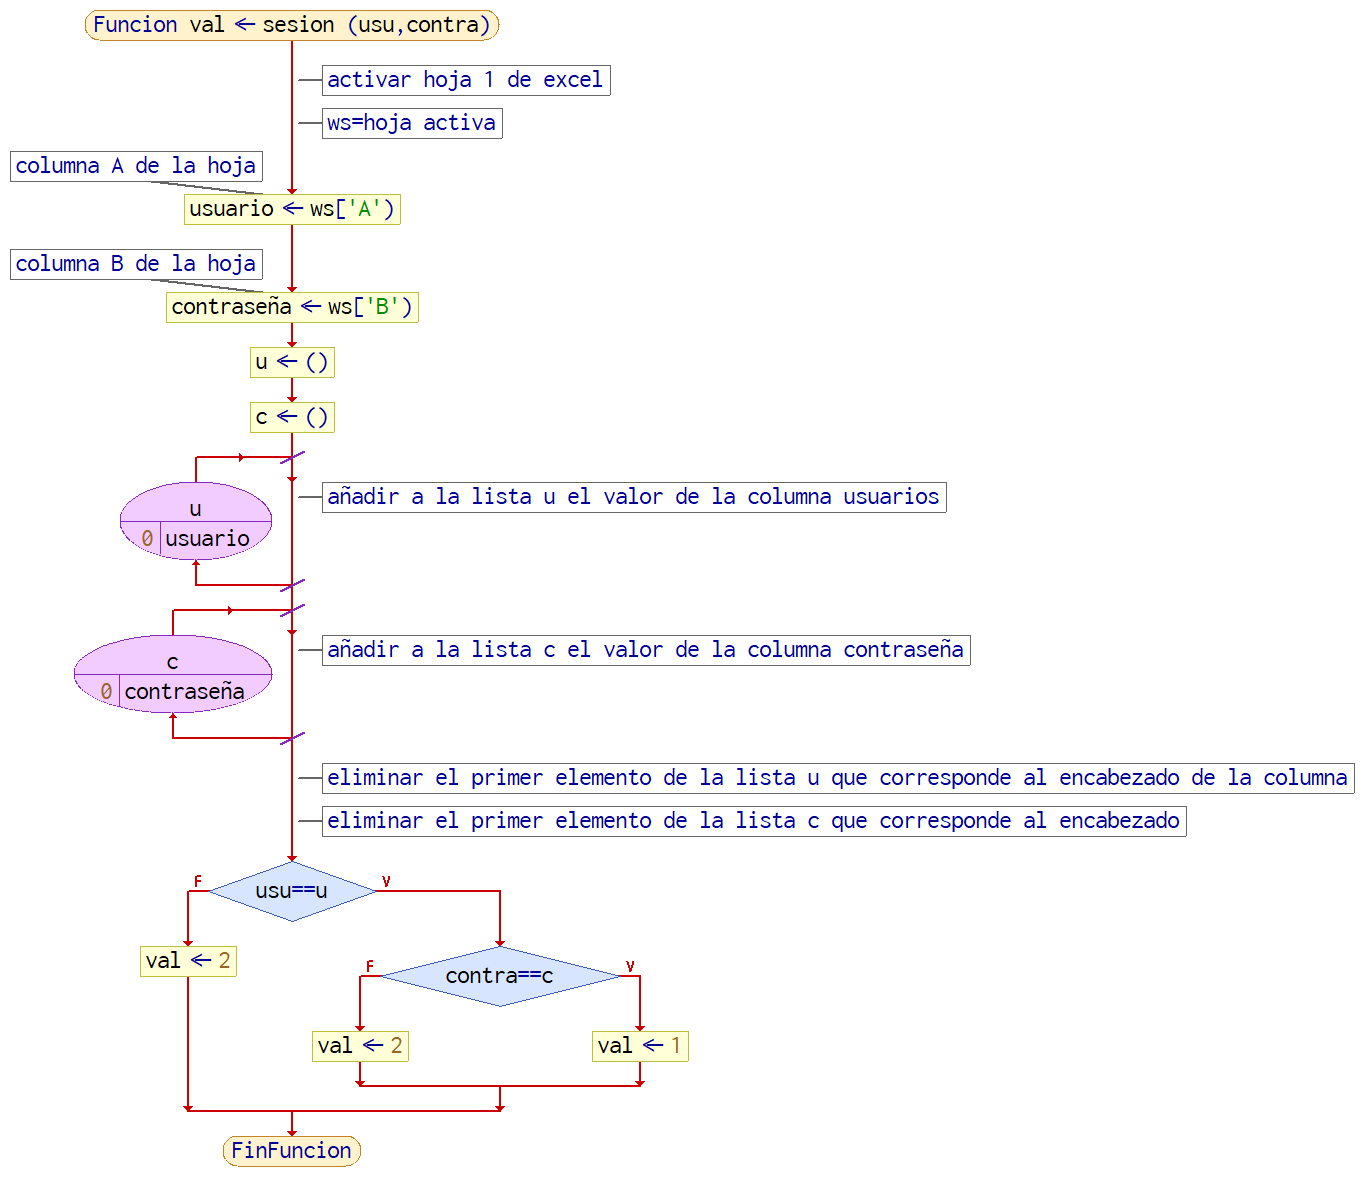 Funcion val ← sesion (usu,contra)
activar hoja 1 de excel
ws=hoja activa
columna A de la hoja
usuario ← ws['A')
columna B de la hoja
contraseña ← ws['B')
u ← ()
c ← ()
añadir a la lista u el valor de la columna usuarios
u
0 usuario
añadir a la lista c el valor de la columna contraseña
c
0 contraseña
eliminar el primer elemento de la lista u que corresponde al encabezado de la columna
eliminar el primer elemento de la lista c que corresponde al encabezado
F usu==u V
val ← 2
F contra==c V
val ← 2
val ← 1
FinFuncion